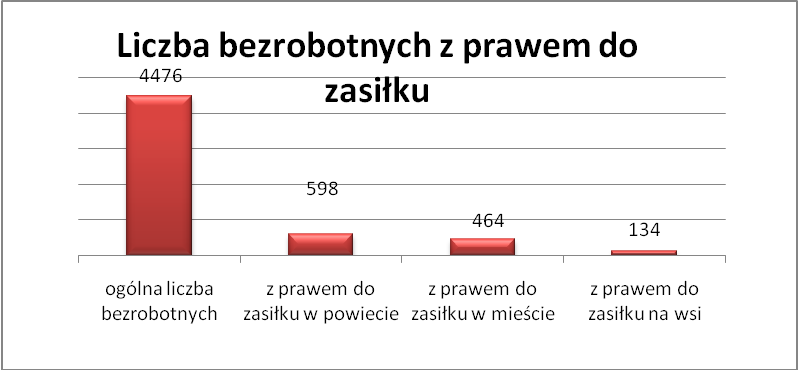 Liczba bezrobotnych z prawem do
zasiłku
4476
598
464
134
ogólna liczba
bezrobotnych
z prawem do
zasiłku w powiecie
z prawem do
zasiłku w mieście
z prawem do
zasiłku na wsi